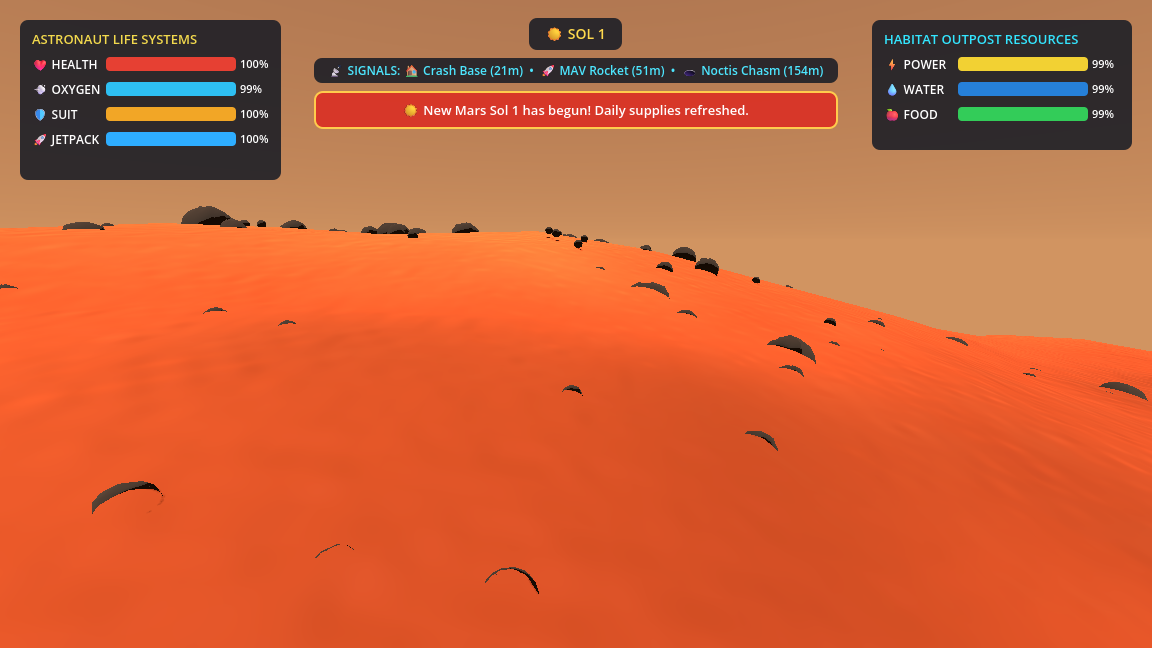 SOL 1
ASTRONAUT LIFE SYSTEMS
HEALTH 100%
OXYGEN 99%
SUIT 100%
JETPACK 100%
SIGNALS: Crash Base (21m) • MAV Rocket (51m) • Noctis Chasm (154m)
New Mars Sol 1 has begun! Daily supplies refreshed.
HABITAT OUTPOST RESOURCES
POWER 99%
WATER 99%
FOOD 99%